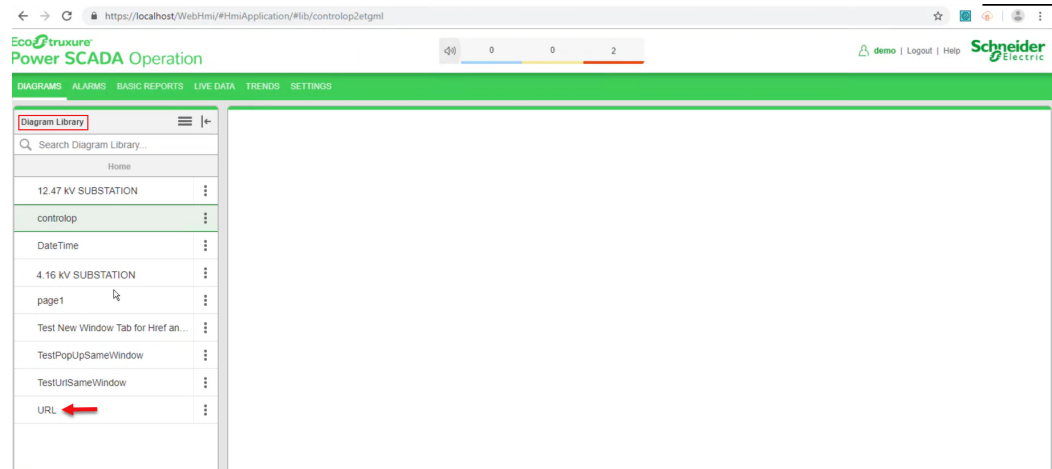 https://localhost/WebHmi/#HmiApplication/#lib/controlop2etgml
EcoStruxure
Power SCADA Operation
0 0 2
demo | Logout | Help
Schneider
Electric
DIAGRAMS ALARMS BASIC REPORTS LIVE DATA TRENDS SETTINGS
Diagram Library
Search Diagram Library...
Home
12.47 kV SUBSTATION
controlop
DateTime
4.16 kV SUBSTATION
page1
Test New Window Tab for Href an...
TestPopUpSameWindow
TestUrlSameWindow
URL